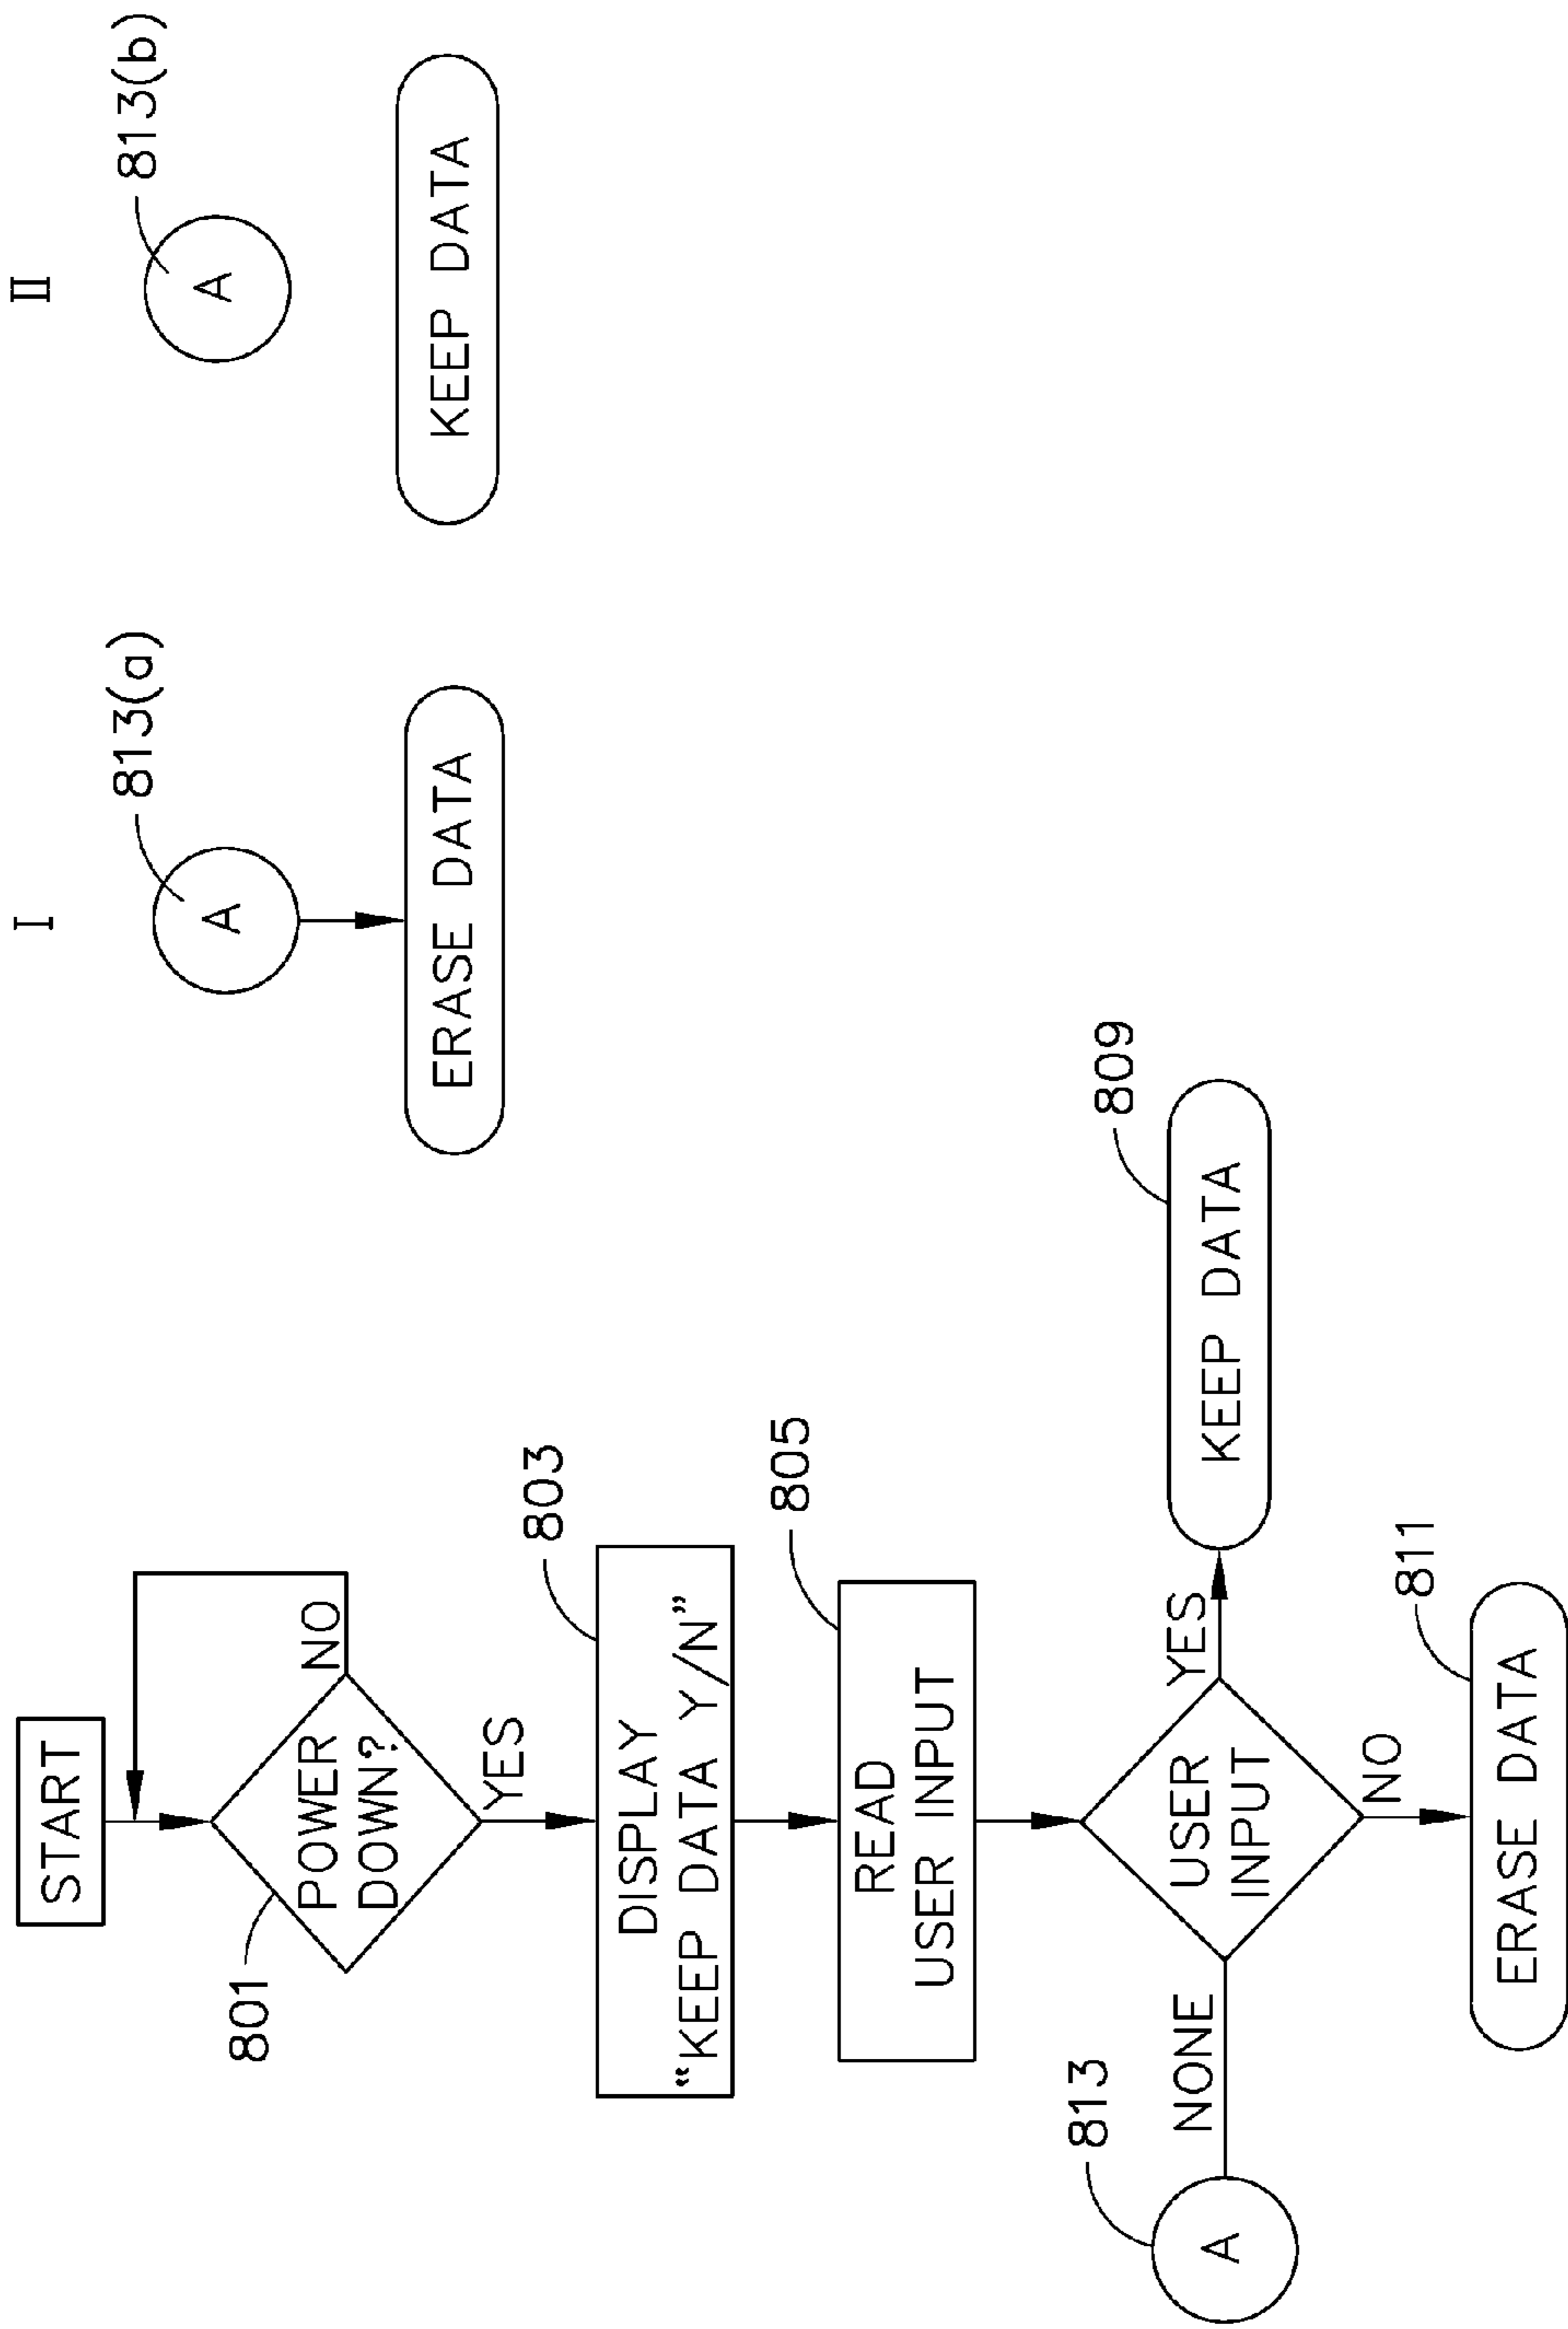 START
801
POWER
DOWN?
NO
YES
803
DISPLAY
“KEEP DATA Y/N”
805
READ
USER INPUT
813
A
NONE
USER
INPUT
YES
809
KEEP DATA
NO
811
ERASE DATA
I
813(a)
A
ERASE DATA
II
813(b)
A
KEEP DATA